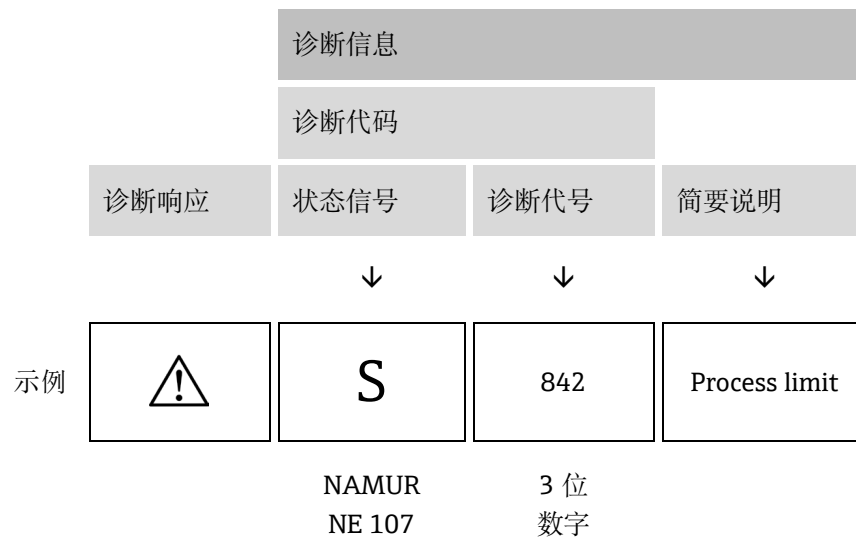 诊断信息
诊断代码
诊断响应 状态信号 诊断代号 简要说明
示例 S 842 Process limit
NAMUR 3 位
NE 107 数字